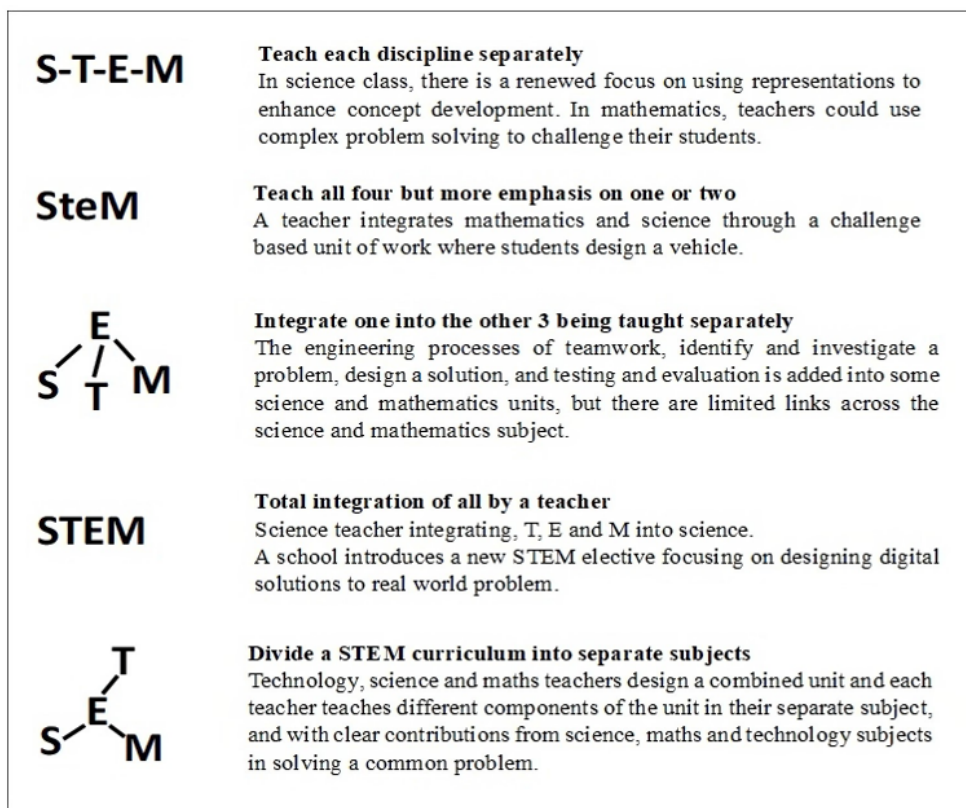 S-T-E-M
Teach each discipline separately
In science class, there is a renewed focus on using representations to
enhance concept development. In mathematics, teachers could use
complex problem solving to challenge their students.
SteM
Teach all four but more emphasis on one or two
A teacher integrates mathematics and science through a challenge
based unit of work where students design a vehicle.
E
S T M
Integrate one into the other 3 being taught separately
The engineering processes of teamwork, identify and investigate a
problem, design a solution, and testing and evaluation is added into some
science and mathematics units, but there are limited links across the
science and mathematics subject.
STEM
Total integration of all by a teacher
Science teacher integrating, T, E and M into science.
A school introduces a new STEM elective focusing on designing digital
solutions to real world problem.
T
E
S M
Divide a STEM curriculum into separate subjects
Technology, science and maths teachers design a combined unit and each
teacher teaches different components of the unit in their separate subject,
and with clear contributions from science, maths and technology subjects
in solving a common problem.